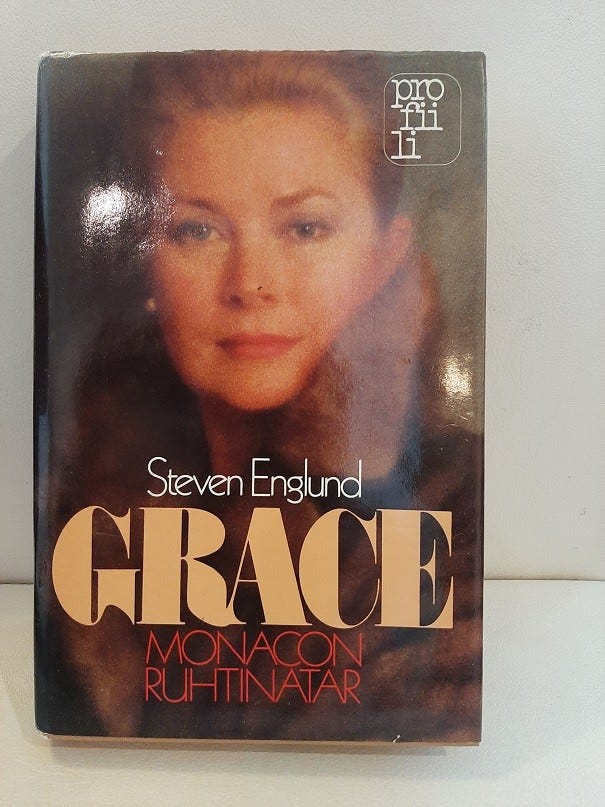 pro
fii
li
Steven Englund
GRACE
MONACON
RUHTINATAR